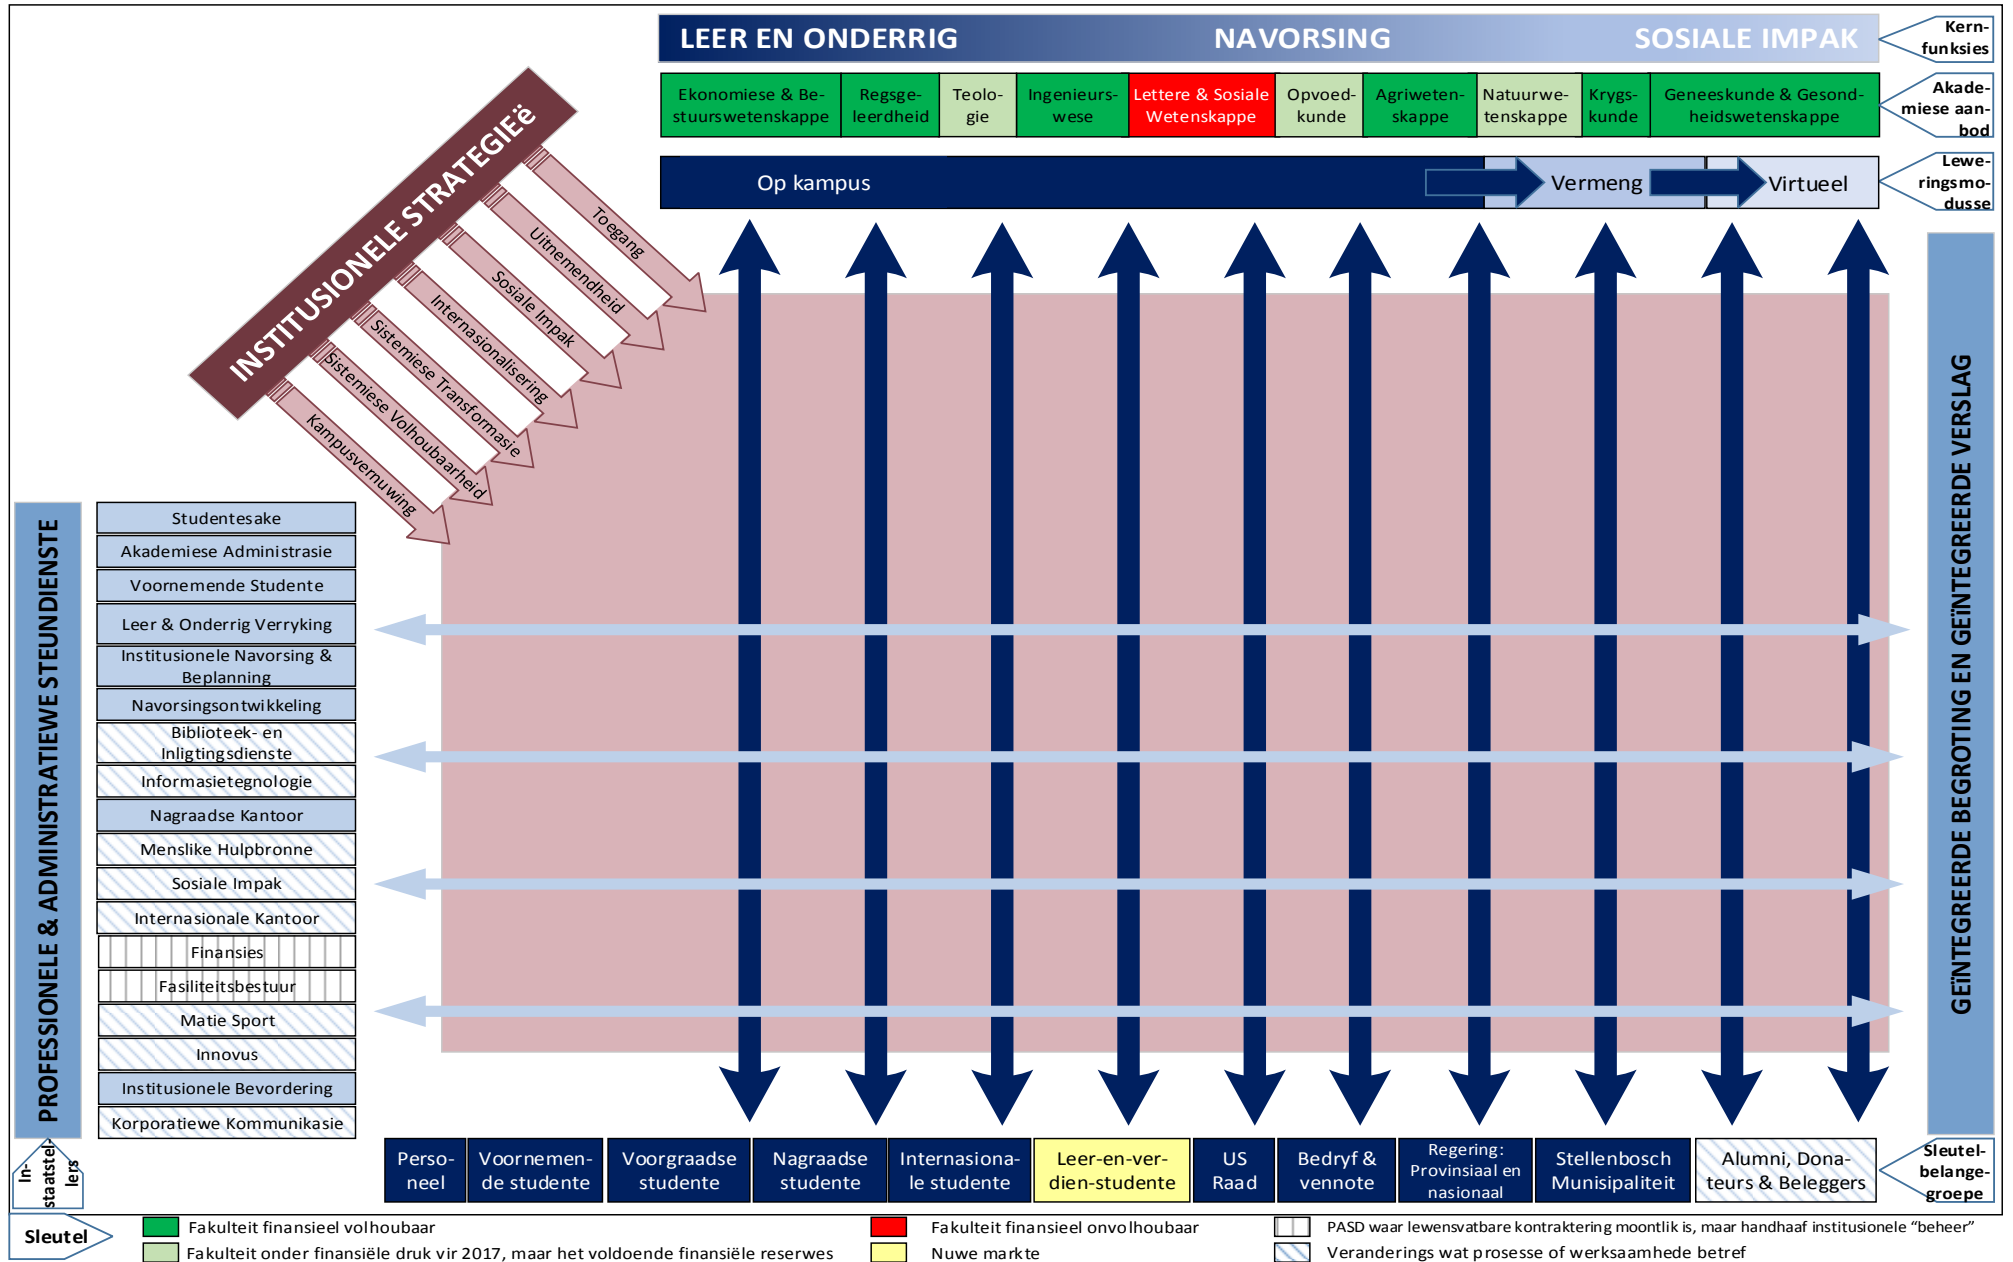 LEER EN ONDERRIG NAVORSING SOSIALE IMPAK
Kern-
funksies
Ekonomiese & Be-
stuurswetenskappe
Regsge-
leerdheid
Teolo-
gie
Ingenieurs-
wese
Lettere & Sosiale
Wetenskappe
Opvoed-
kunde
Agriweten-
skappe
Natuurwe-
tenskappe
Krygs-
kunde
Geneeskunde & Gesond-
heidswetenskappe
Akade-
miese aan-
bod
Op kampus
Vermeng
Virtueel
Lewe-
ringsmo-
dusse
INSTITUSIONELE STRATEGIEë
Toegang
Uitnemendheid
Sosiale Impak
Internasionalisering
Sistemiese Transformasie
Sistemiese Volhoubaarheid
Kampusvernuwing
PROFESSIONELE & ADMINISTRATIEWE STEUNDIENSTE
Studentesake
Akademiese Administrasie
Voornemende Studente
Leer & Onderrig Verryking
Institusionele Navorsing &
Beplanning
Navorsingsontwikkeling
Biblioteek- en
Inligtingsdienste
Informasietegnologie
Nagraadse Kantoor
Menslike Hulpbronne
Sosiale Impak
Internasionale Kantoor
Finansies
Fasiliteitsbestuur
Matie Sport
Innovus
Institusionele Bevordering
Korporatiewe Kommunikasie
In-
staatstel-
lers
GEïNTEGREERDE BEGROTING EN GEïNTEGREERDE VERSLAG
Perso-
neel
Voornemen-
de studente
Voorgraadse
studente
Nagraadse
studente
Internasiona-
le studente
Leer-en-ver-
dien-studente
US
Raad
Bedryf &
vennote
Regering:
Provinsiaal en
nasionaal
Stellenbosch
Munisipaliteit
Alumni, Dona-
teurs & Beleggers
Sleutel-
belange-
groepe
Sleutel
Fakulteit finansieel volhoubaar
Fakulteit onder finansiële druk vir 2017, maar het voldoende finansiële reserwes
Fakulteit finansieel onvolhoubaar
Nuwe markte
PASD waar lewensvatbare kontraktering moontlik is, maar handhaaf institusionele “beheer”
Veranderings wat prosesse of werksaamhede betref